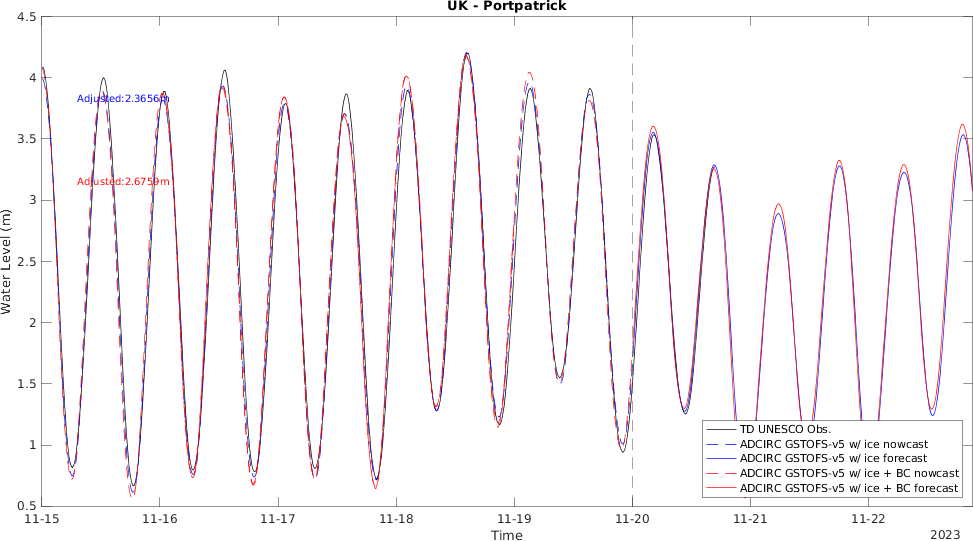 UK - Portpatrick
4.5
4
3.5
3
2.5
2
1.5
1
0.5
Water Level (m)
Adjusted:2.3656m
Adjusted:2.6759m
TD UNESCO Obs.
ADCIRC GSTOFS-v5 w/ ice nowcast
ADCIRC GSTOFS-v5 w/ ice forecast
ADCIRC GSTOFS-v5 w/ ice + BC nowcast
ADCIRC GSTOFS-v5 w/ ice + BC forecast
11-15 11-16 11-17 11-18 11-19 11-20 11-21 11-22
Time
2023